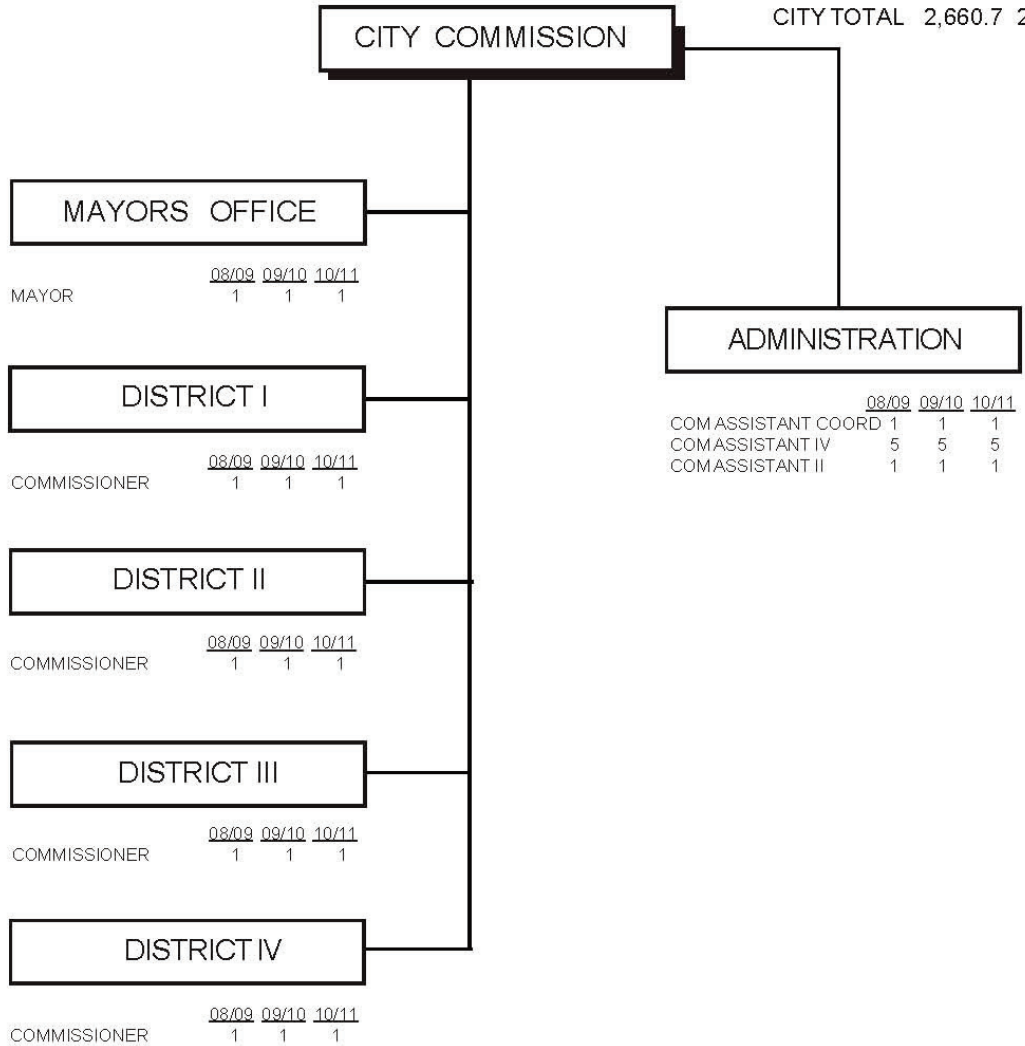 CITY TOTAL 2,660.7 2
CITY COMMISSION
MAYORS OFFICE
08/09 09/10 10/11
MAYOR 1 1 1
DISTRICT I
08/09 09/10 10/11
COMMISSIONER 1 1 1
DISTRICT II
08/09 09/10 10/11
COMMISSIONER 1 1 1
DISTRICT III
08/09 09/10 10/11
COMMISSIONER 1 1 1
DISTRICT IV
08/09 09/10 10/11
COMMISSIONER 1 1 1
ADMINISTRATION
08/09 09/10 10/11
COM ASSISTANT COORD 1 1 1
COM ASSISTANT IV 5 5 5
COM ASSISTANT II 1 1 1